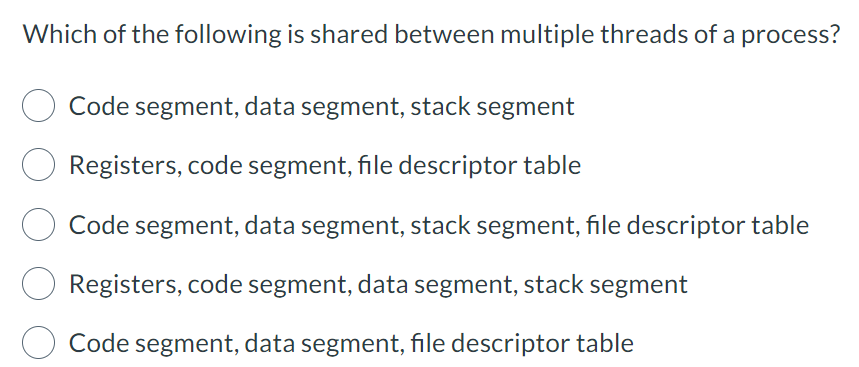 Which of the following is shared between multiple threads of a process?
Code segment, data segment, stack segment
Registers, code segment, file descriptor table
Code segment, data segment, stack segment, file descriptor table
Registers, code segment, data segment, stack segment
Code segment, data segment, file descriptor table